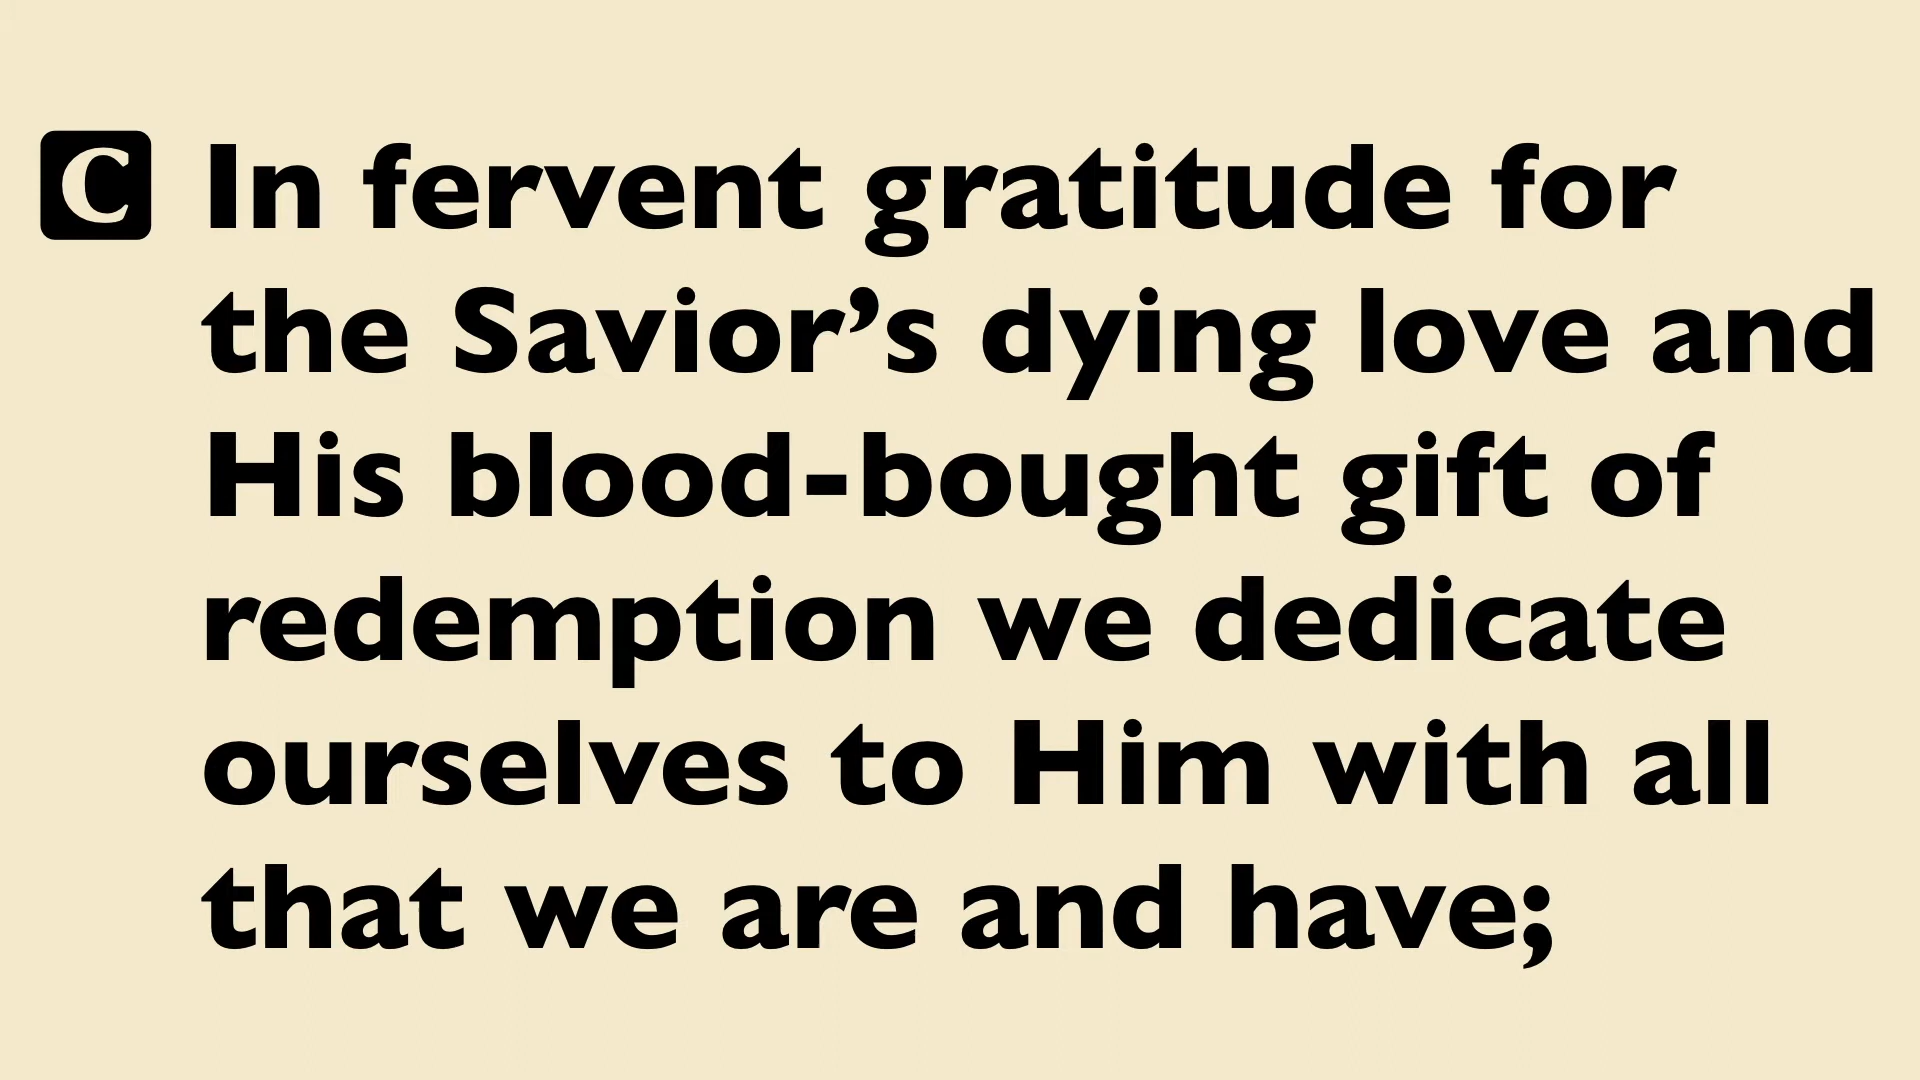 C In fervent gratitude for
the Savior’s dying love and
His blood-bought gift of
redemption we dedicate
ourselves to Him with all
that we are and have;